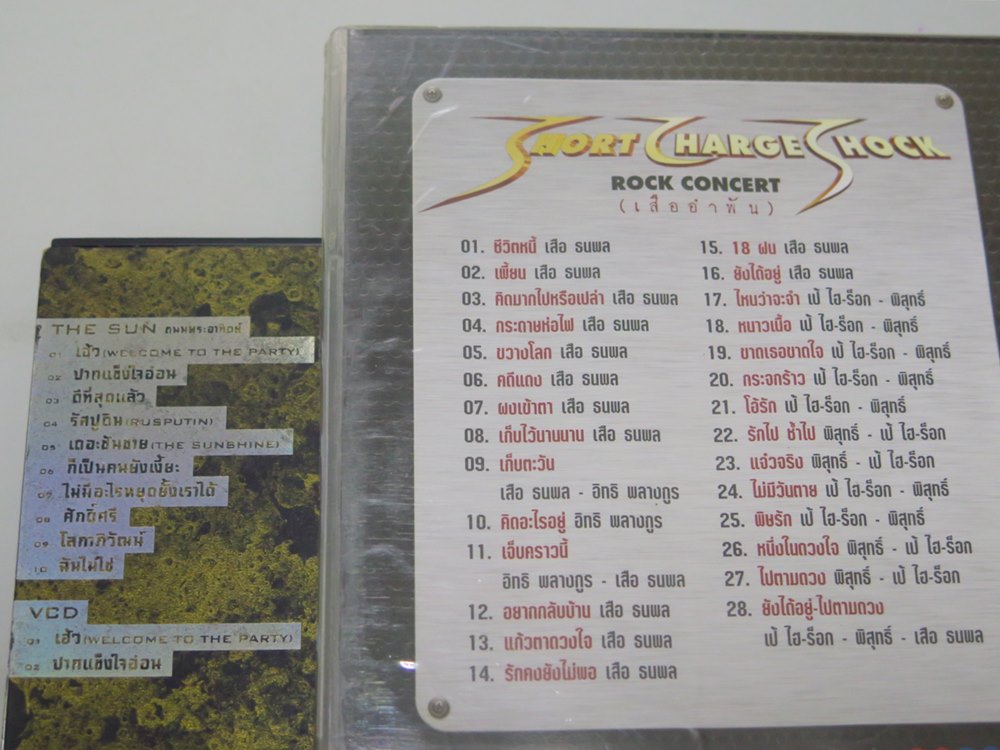 THE SUN ถนนพระอาทิตย์
01 เฮ้ว (WELCOME TO THE PARTY)
02 ปากแข็งใจอ่อน
03 ดีที่สุดแล้ว
04 รัสปูติน (RUSPUTIN)
05 เดอะซันชาย (THE SUNSHINE)
06 ก็เป็นคนยังเงี้ยะ
07 ไม่มีอะไรหยุดยั้งเราได้
08 ศักดิ์ศรี
09 โลกาภิวัฒน์
10 ฉันไม่ใช่
VCD
01 เฮ้ว (WELCOME TO THE PARTY)
02 ปากแข็งใจอ่อน
SHORT CHARGE SHOCK
ROCK CONCERT
(เสือออำพัน)
01. ชีวิตหนี้ เสือ ธนพล
02. เพี้ยน เสือ ธนพล
03. คิดมากไปหรือเปล่า เสือ ธนพล
04. กระดาษห่อไฟ เสือ ธนพล
05. ขวางโลก เสือ ธนพล
06. คดีแดง เสือ ธนพล
07. ผงเข้าตา เสือ ธนพล
08. เก็บไว้นานนาน เสือ ธนพล
09. เก็บตะวัน
เสือ ธนพล - อิทธิ พลางกูร
10. คิดอะไรอยู่ อิทธิ พลางกูร
11. เจ็บคราวนี้
อิทธิ พลางกูร - เสือ ธนพล
12. อยากกลับบ้าน เสือ ธนพล
13. แก้วตาดวงใจ เสือ ธนพล
14. รักคงยังไม่พอ เสือ ธนพล
15. 18 ฝน เสือ ธนพล
16. ยังได้อยู่ เสือ ธนพล
17. ไหนว่าจะจำ เป้ ไฮ-ร็อก - พิสุทธิ์
18. หนาวเนื้อ เป้ ไฮ-ร็อก - พิสุทธิ์
19. ขาดเธอขาดใจ เป้ ไฮ-ร็อก - พิสุทธิ์
20. กระจกร้าว เป้ ไฮ-ร็อก - พิสุทธิ์
21. โอ้รัก เป้ ไฮ-ร็อก - พิสุทธิ์
22. รักไป ช้ำไป พิสุทธิ์ - เป้ ไฮ-ร็อก
23. แจ๋วจริง พิสุทธิ์ - เป้ ไฮ-ร็อก
24. ไม่มีวันตาย เป้ ไฮ-ร็อก - พิสุทธิ์
25. พิษรัก เป้ ไฮ-ร็อก - พิสุทธิ์
26. หนึ่งในดวงใจ พิสุทธิ์ - เป้ ไฮ-ร็อก
27. ไปตามดวง พิสุทธิ์ - เป้ ไฮ-ร็อก
28. ยังได้อยู่-ไปตามดวง
เป้ ไฮ-ร็อก - พิสุทธิ์ - เสือ ธนพล